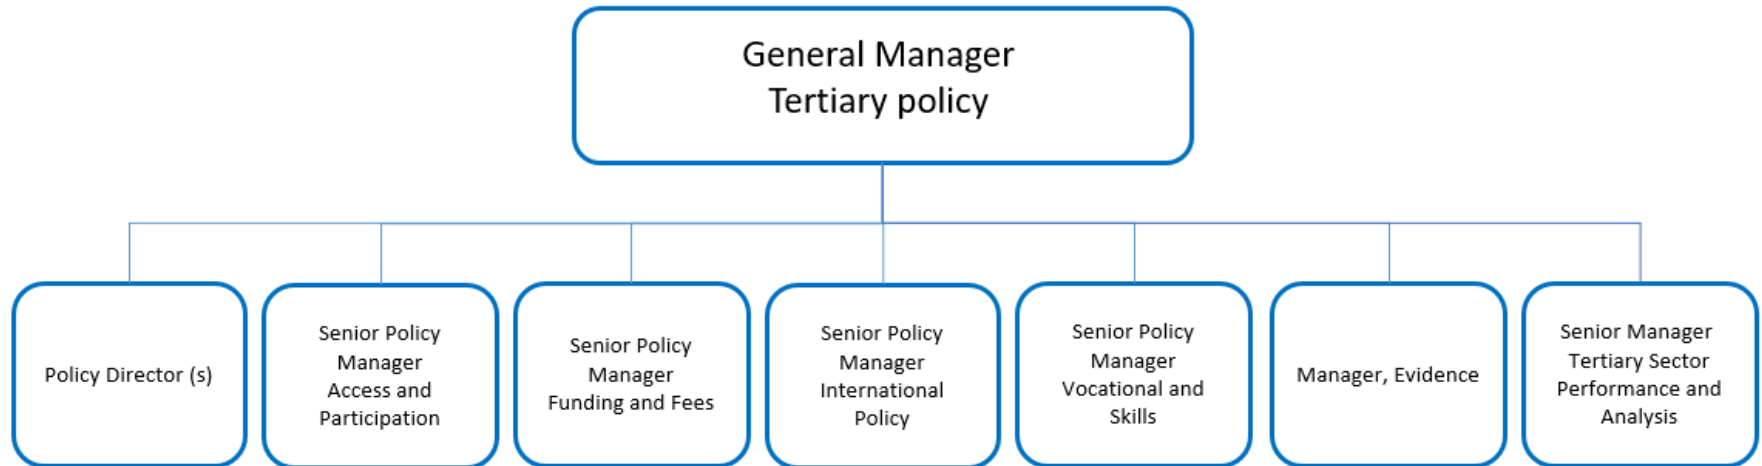 General Manager
Tertiary policy
Policy Director (s)
Senior Policy
Manager
Access and
Participation
Senior Policy
Manager
Funding and Fees
Senior Policy
Manager
International
Policy
Senior Policy
Manager
Vocational and
Skills
Manager, Evidence
Senior Manager
Tertiary Sector
Performance and
Analysis